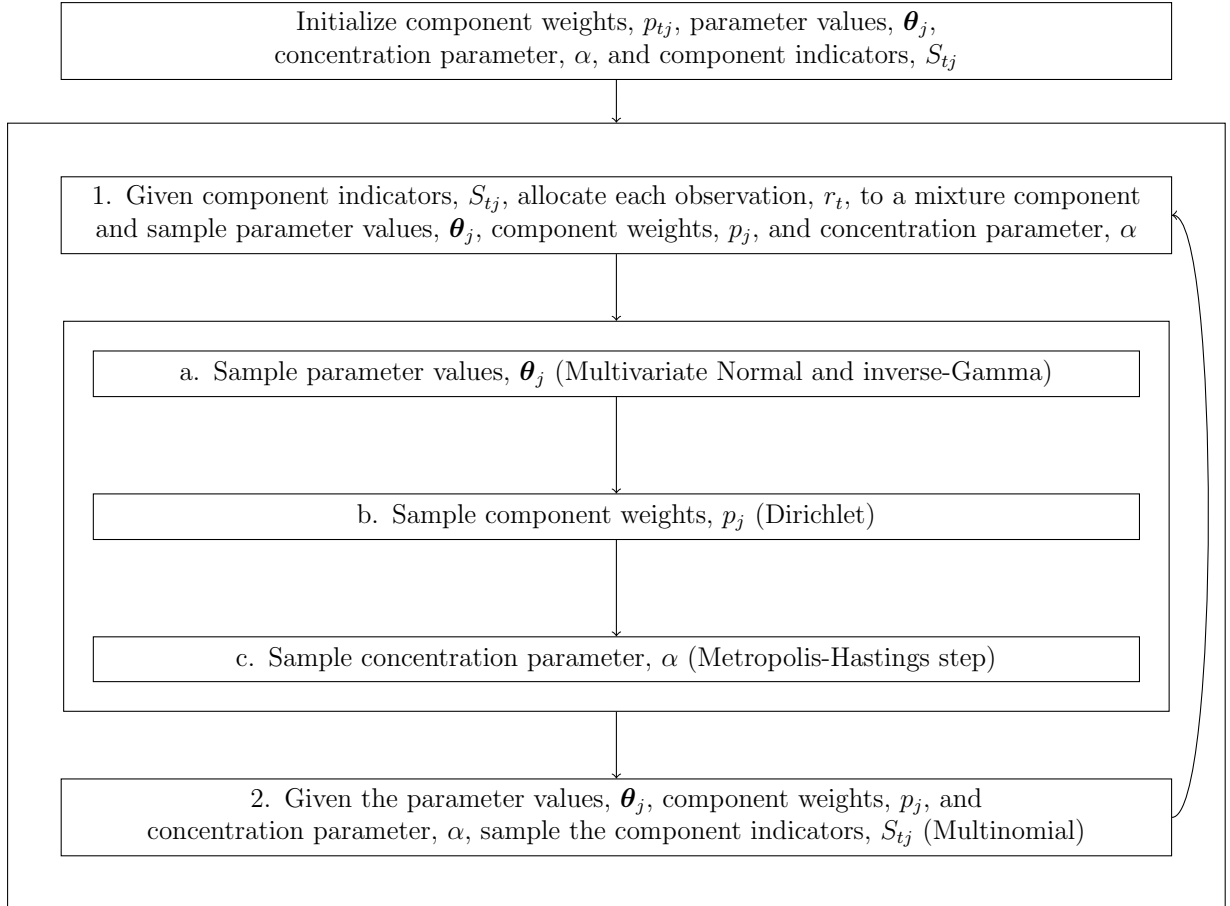 Initialize component weights, $p_{tj}$, parameter values, $\boldsymbol{\theta}_j$,
concentration parameter, $\alpha$, and component indicators, $S_{tj}$
1. Given component indicators, $S_{tj}$, allocate each observation, $r_t$, to a mixture component
and sample parameter values, $\boldsymbol{\theta}_j$, component weights, $p_j$, and concentration parameter, $\alpha$
a. Sample parameter values, $\boldsymbol{\theta}_j$ (Multivariate Normal and inverse-Gamma)
b. Sample component weights, $p_j$ (Dirichlet)
c. Sample concentration parameter, $\alpha$ (Metropolis-Hastings step)
2. Given the parameter values, $\boldsymbol{\theta}_j$, component weights, $p_j$, and
concentration parameter, $\alpha$, sample the component indicators, $S_{tj}$ (Multinomial)